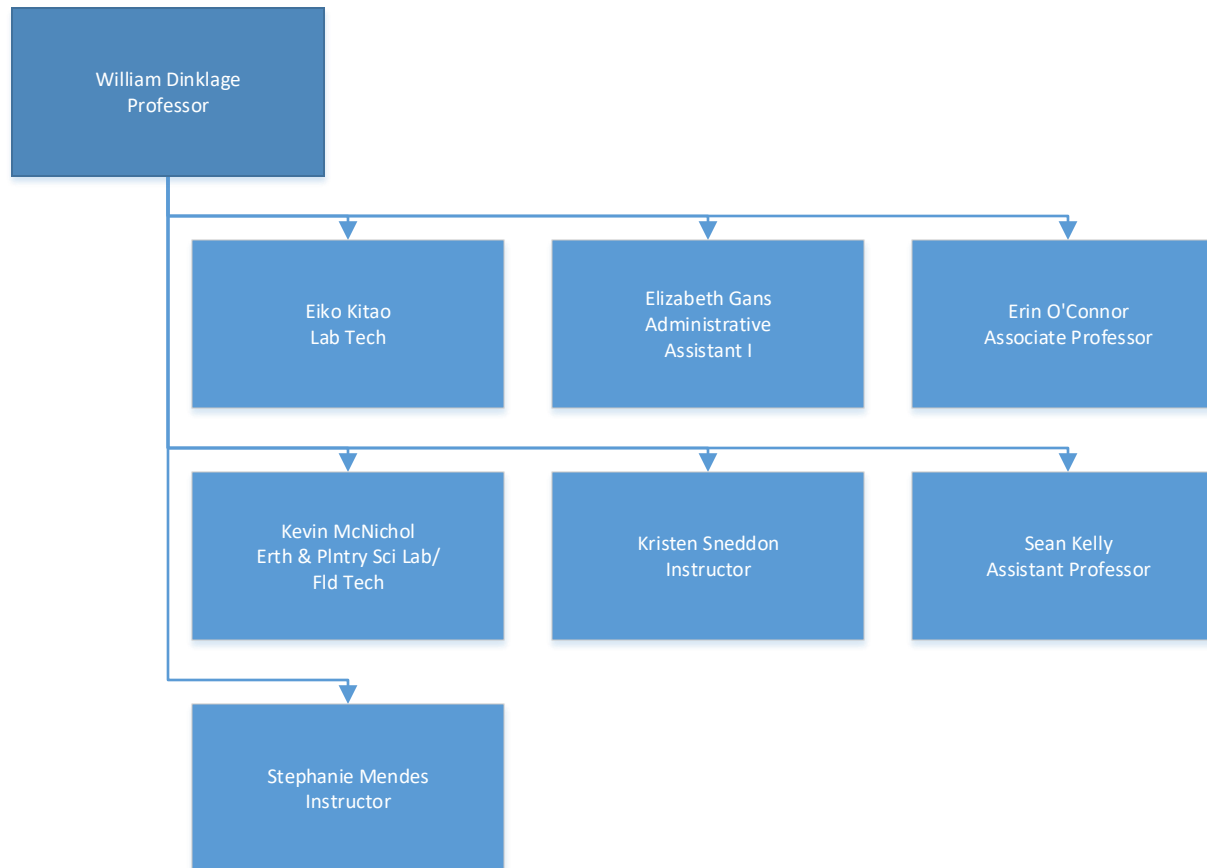 William Dinklage
Professor
Eiko Kitao
Lab Tech
Elizabeth Gans
Administrative
Assistant I
Erin O'Connor
Associate Professor
Kevin McNichol
Erth & Plntry Sci Lab/
Fld Tech
Kristen Sneddon
Instructor
Sean Kelly
Assistant Professor
Stephanie Mendes
Instructor